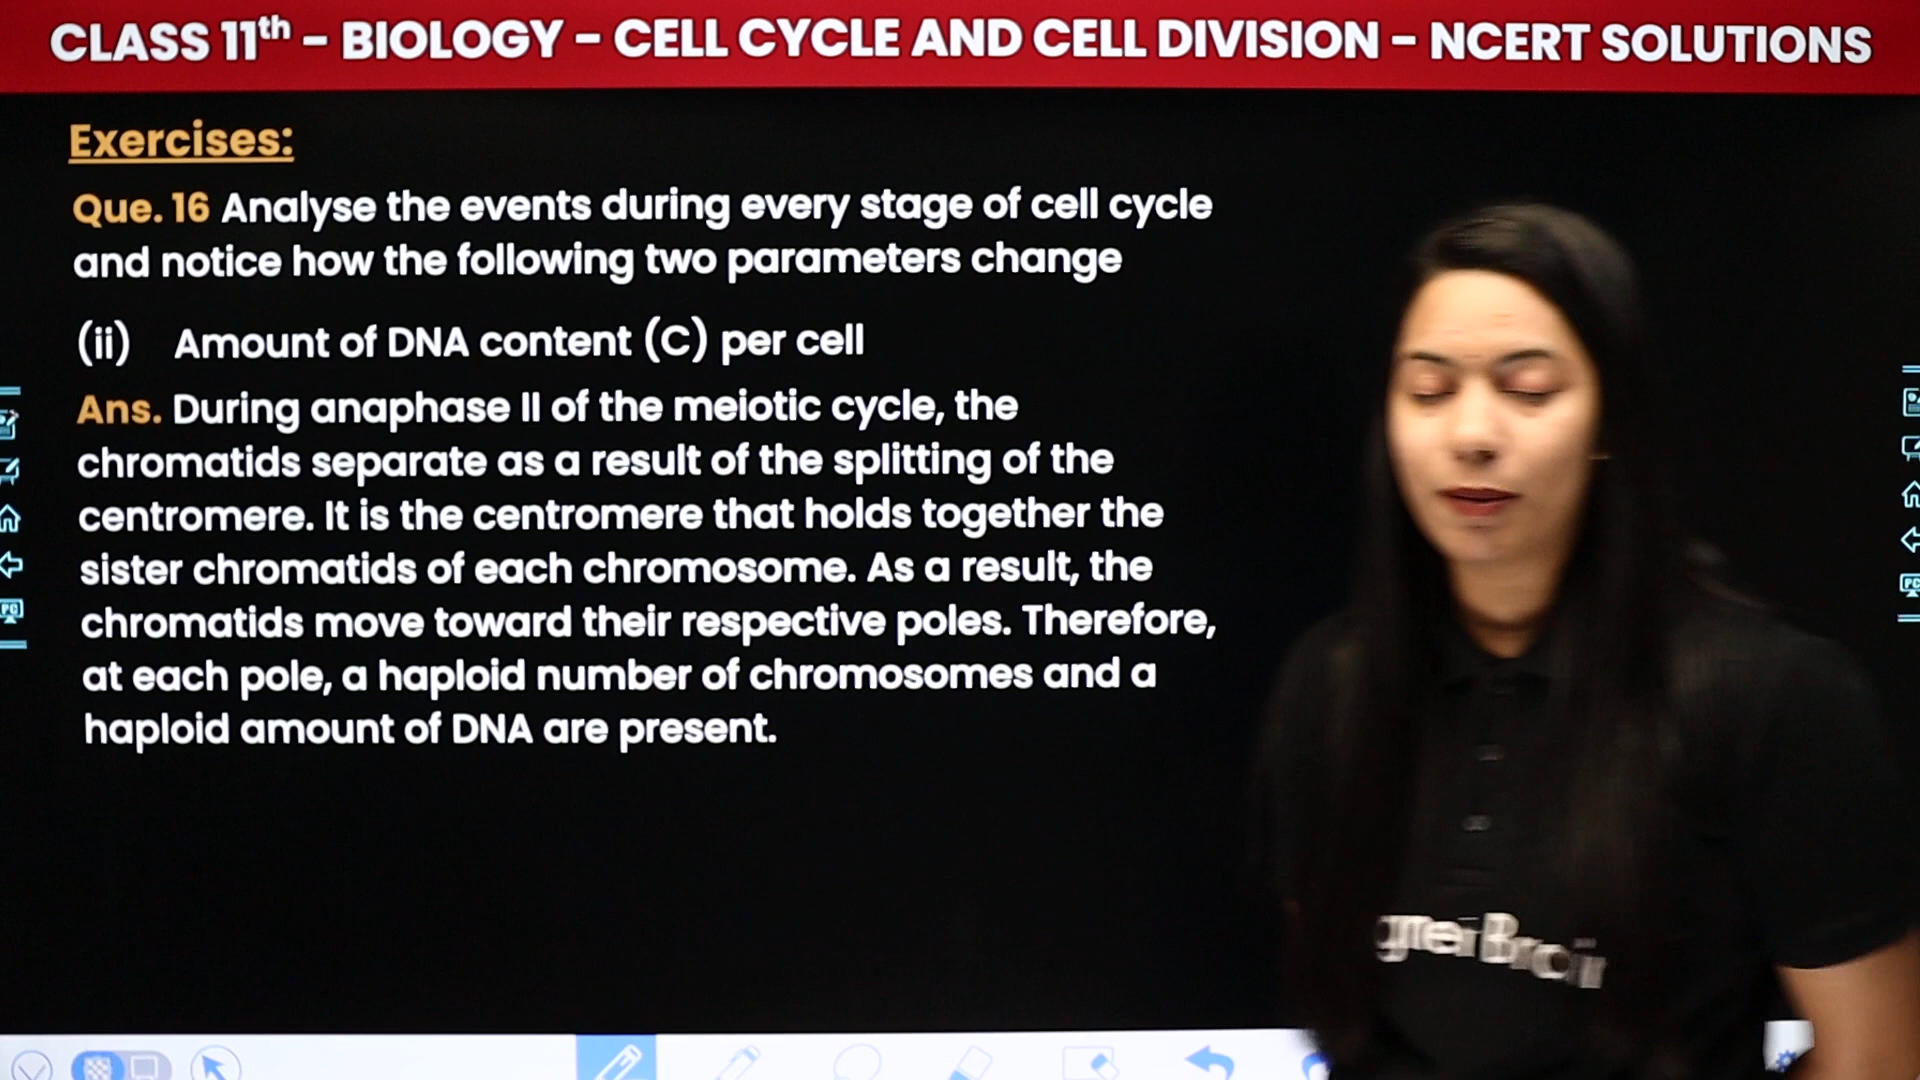 CLASS 11th - BIOLOGY - CELL CYCLE AND CELL DIVISION - NCERT SOLUTIONS
Exercises:
Que. 16 Analyse the events during every stage of cell cycle
and notice how the following two parameters change
(ii) Amount of DNA content (C) per cell
Ans. During anaphase II of the meiotic cycle, the
chromatids separate as a result of the splitting of the
centromere. It is the centromere that holds together the
sister chromatids of each chromosome. As a result, the
chromatids move toward their respective poles. Therefore,
at each pole, a haploid number of chromosomes and a
haploid amount of DNA are present.
PC
PC